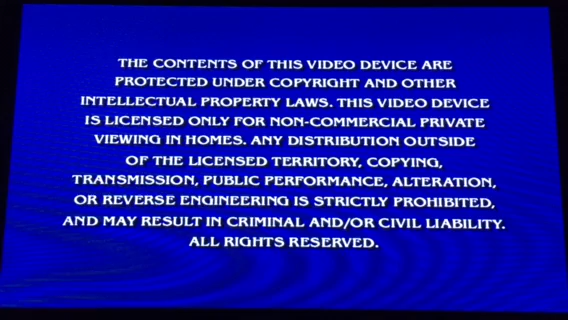 THE CONTENTS OF THIS VIDEO DEVICE ARE
PROTECTED UNDER COPYRIGHT AND OTHER
INTELLECTUAL PROPERTY LAWS. THIS VIDEO DEVICE
IS LICENSED ONLY FOR NON-COMMERCIAL PRIVATE
VIEWING IN HOMES. ANY DISTRIBUTION OUTSIDE
OF THE LICENSED TERRITORY, COPYING,
TRANSMISSION, PUBLIC PERFORMANCE, ALTERATION,
OR REVERSE ENGINEERING IS STRICTLY PROHIBITED,
AND MAY RESULT IN CRIMINAL AND/OR CIVIL LIABILITY.
ALL RIGHTS RESERVED.